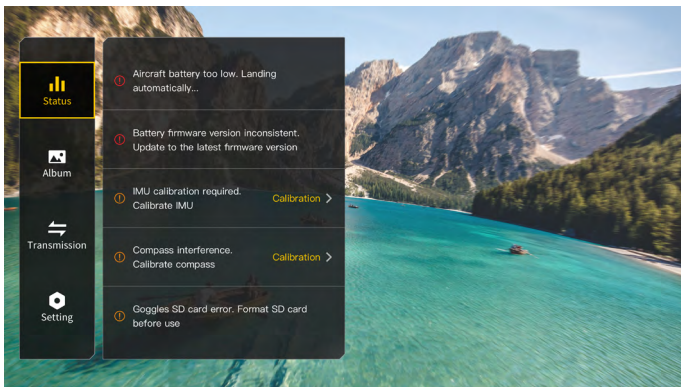 Status
Album
Transmission
Setting
Aircraft battery too low. Landing
automatically...
Battery firmware version inconsistent.
Update to the latest firmware version
IMU calibration required.
Calibrate IMU
Calibration
Compass interference.
Calibrate compass
Calibration
Goggles SD card error. Format SD card
before use